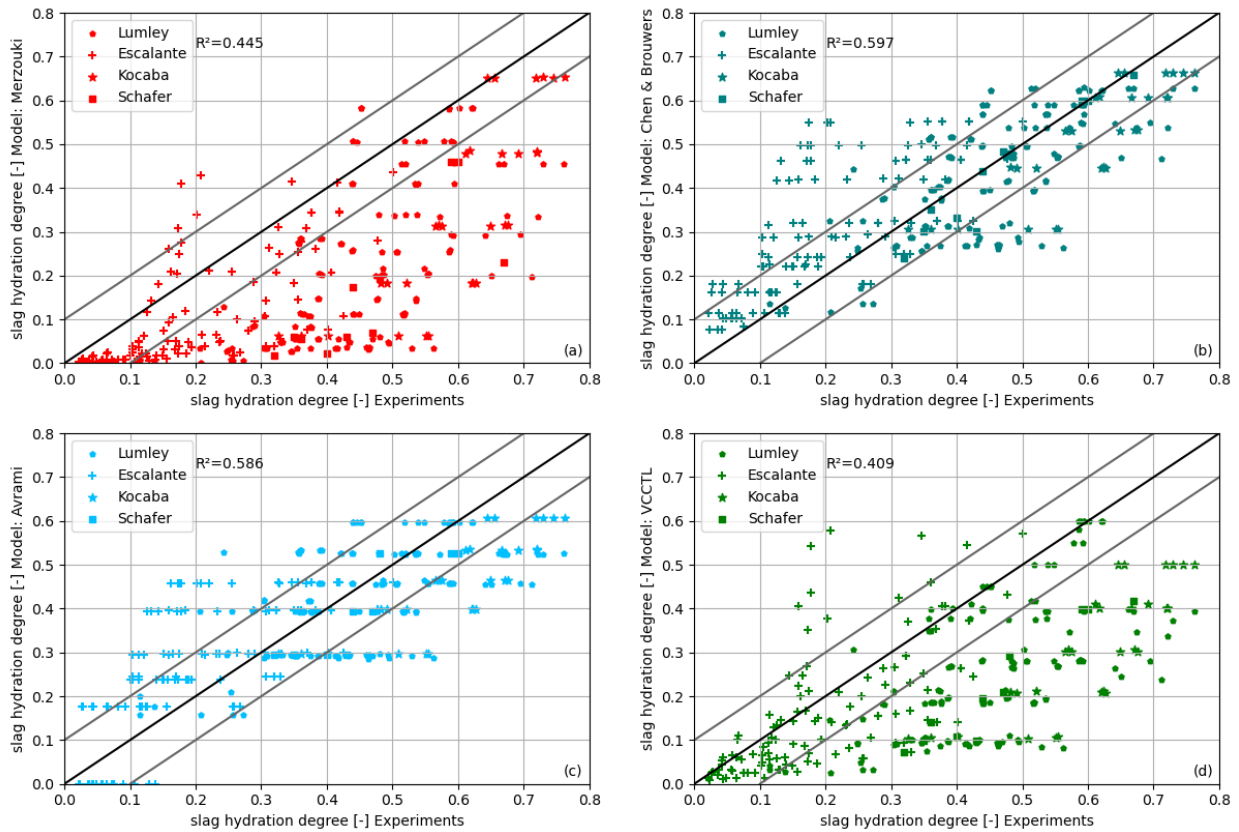 0.8
0.7
0.6
0.5
0.4
0.3
0.2
0.1
0.0
slag hydration degree [-] Model: Merzouki
Lumley
Escalante
Kocaba
Schafer
R²=0.445
(a)
0.0 0.1 0.2 0.3 0.4 0.5 0.6 0.7 0.8
slag hydration degree [-] Experiments
0.8
0.7
0.6
0.5
0.4
0.3
0.2
0.1
0.0
slag hydration degree [-] Model: Chen & Brouwers
Lumley
Escalante
Kocaba
Schafer
R²=0.597
(b)
0.0 0.1 0.2 0.3 0.4 0.5 0.6 0.7 0.8
slag hydration degree [-] Experiments
0.8
0.7
0.6
0.5
0.4
0.3
0.2
0.1
0.0
slag hydration degree [-] Model: Avrami
Lumley
Escalante
Kocaba
Schafer
R²=0.586
(c)
0.0 0.1 0.2 0.3 0.4 0.5 0.6 0.7 0.8
slag hydration degree [-] Experiments
0.8
0.7
0.6
0.5
0.4
0.3
0.2
0.1
0.0
slag hydration degree [-] Model: VCCTL
Lumley
Escalante
Kocaba
Schafer
R²=0.409
(d)
0.0 0.1 0.2 0.3 0.4 0.5 0.6 0.7 0.8
slag hydration degree [-] Experiments